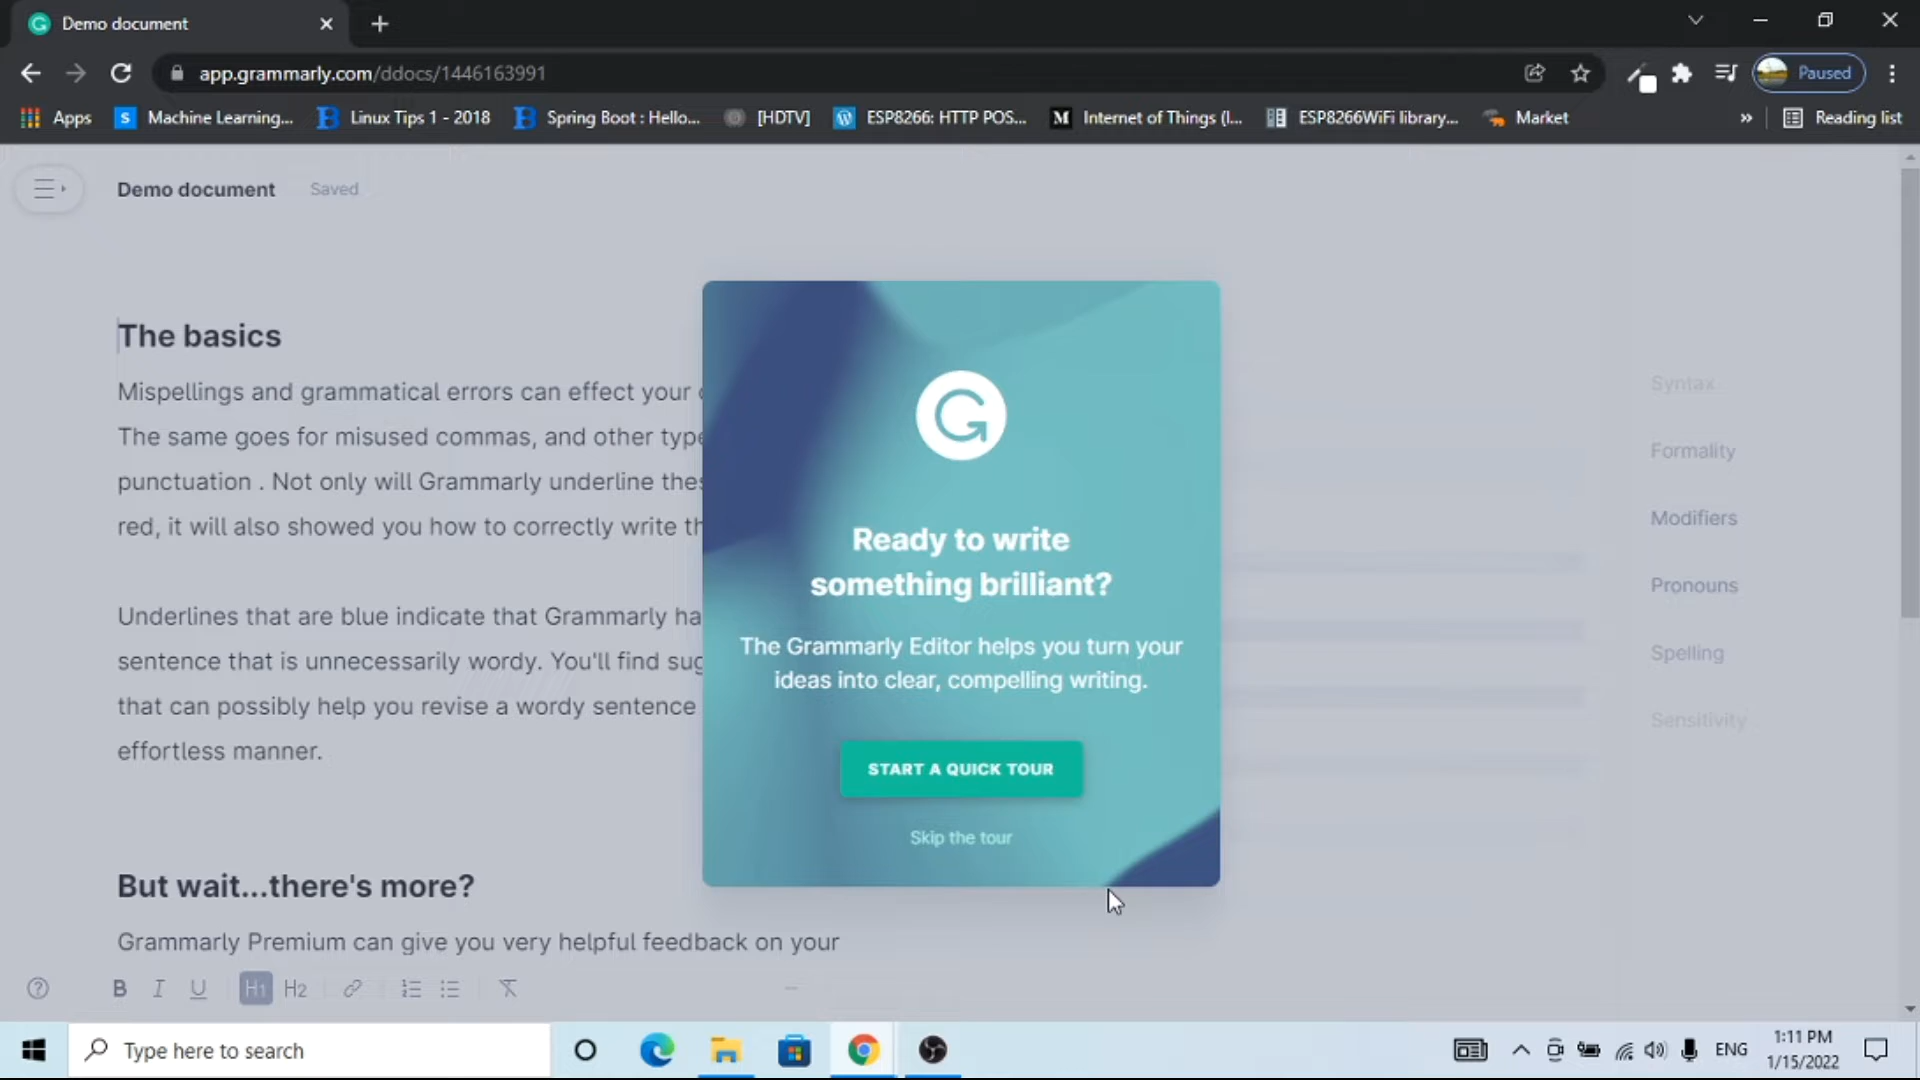 Demo document
app.grammarly.com/ddocs/1446163991
Paused
Apps
Machine Learning...
Linux Tips 1 - 2018
Spring Boot : Hello...
[HDTV]
ESP8266: HTTP POS...
Internet of Things (I...
ESP8266WiFi library...
Market
»
Reading list
Demo document
Saved
The basics
Mispellings and grammatical errors can effect your
The same goes for misused commas, and other type
punctuation . Not only will Grammarly underline thes
red, it will also showed you how to correctly write th
Underlines that are blue indicate that Grammarly ha
sentence that is unnecessarily wordy. You'll find sug
that can possibly help you revise a wordy sentence
effortless manner.
But wait...there's more?
Grammarly Premium can give you very helpful feedback on your
Ready to write
something brilliant?
The Grammarly Editor helps you turn your
ideas into clear, compelling writing.
START A QUICK TOUR
Skip the tour
Syntax
Formality
Modifiers
Pronouns
Spelling
Sensitivity
B I U H1 H2
Type here to search
ENG
1:11 PM
1/15/2022